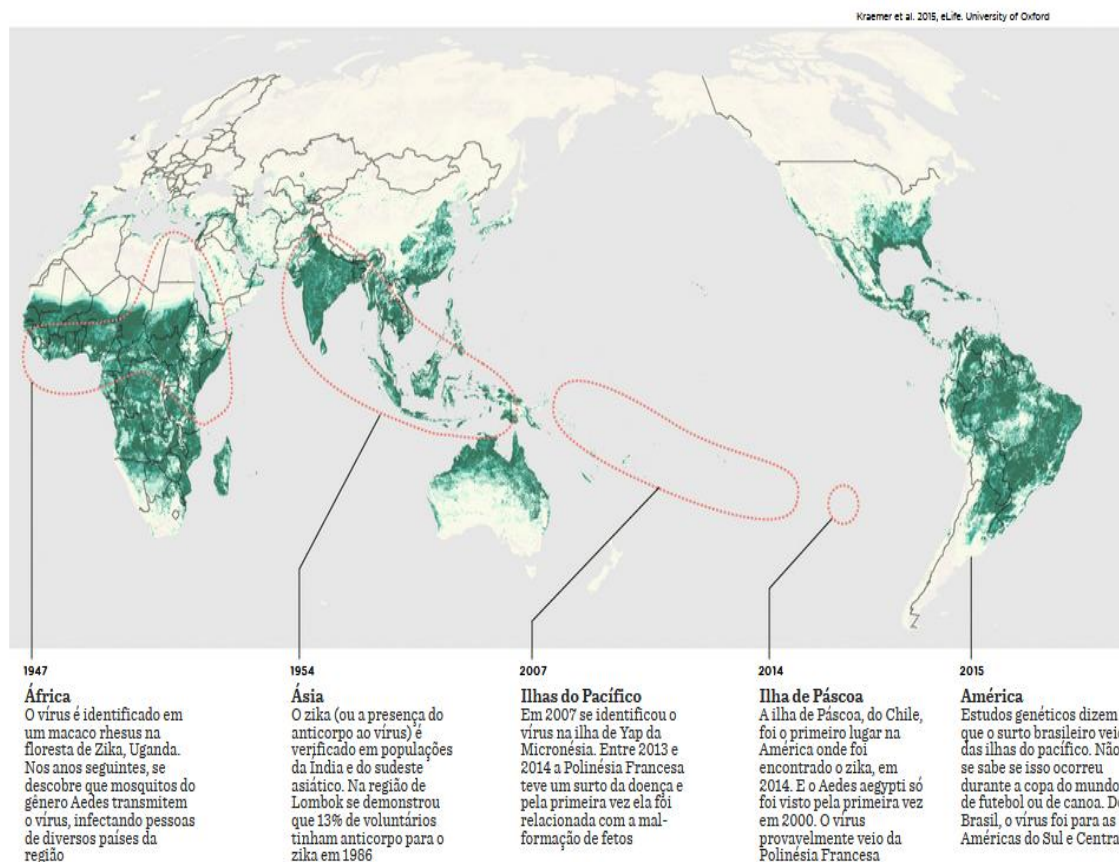 Kraemer et al. 2015, eLife. University of Oxford
1947
África
O vírus é identificado em
um macaco rhesus na
floresta de Zika, Uganda.
Nos anos seguintes, se
descobre que mosquitos do
gênero Aedes transmitem
o vírus, infectando pessoas
de diversos países da
região
1954
Ásia
O zika (ou a presença do
anticorpo ao vírus) é
verificado em populações
da Índia e do sudeste
asiático. Na região de
Lombok se demonstrou
que 13% de voluntários
tinham anticorpo para o
zika em 1986
2007
Ilhas do Pacífico
Em 2007 se identificou o
vírus na ilha de Yap da
Micronésia. Entre 2013 e
2014 a Polinésia Francesa
teve um surto da doença e
pela primeira vez ela fôi
relacionada com a mal-
formação de fetos
2014
Ilha de Páscoa
A ilha de Páscoa, do Chile,
foi o primeiro lugar na
América onde foi
encontrado o zika, em
2014. E o Aedes aegypti só
foi visto pela primeira vez
em 2000. O vírus
provavelmente veio da
Polinésia Francesa
2015
América
Estudos genéticos dizem
que o surto brasileiro vei
das ilhas do pacífico. Não
se sabe se isso ocorreu
durante a copa do mundo
de futebol ou de canoa. D
Brasil, o vírus foi para as
Américas do Sul e Centra